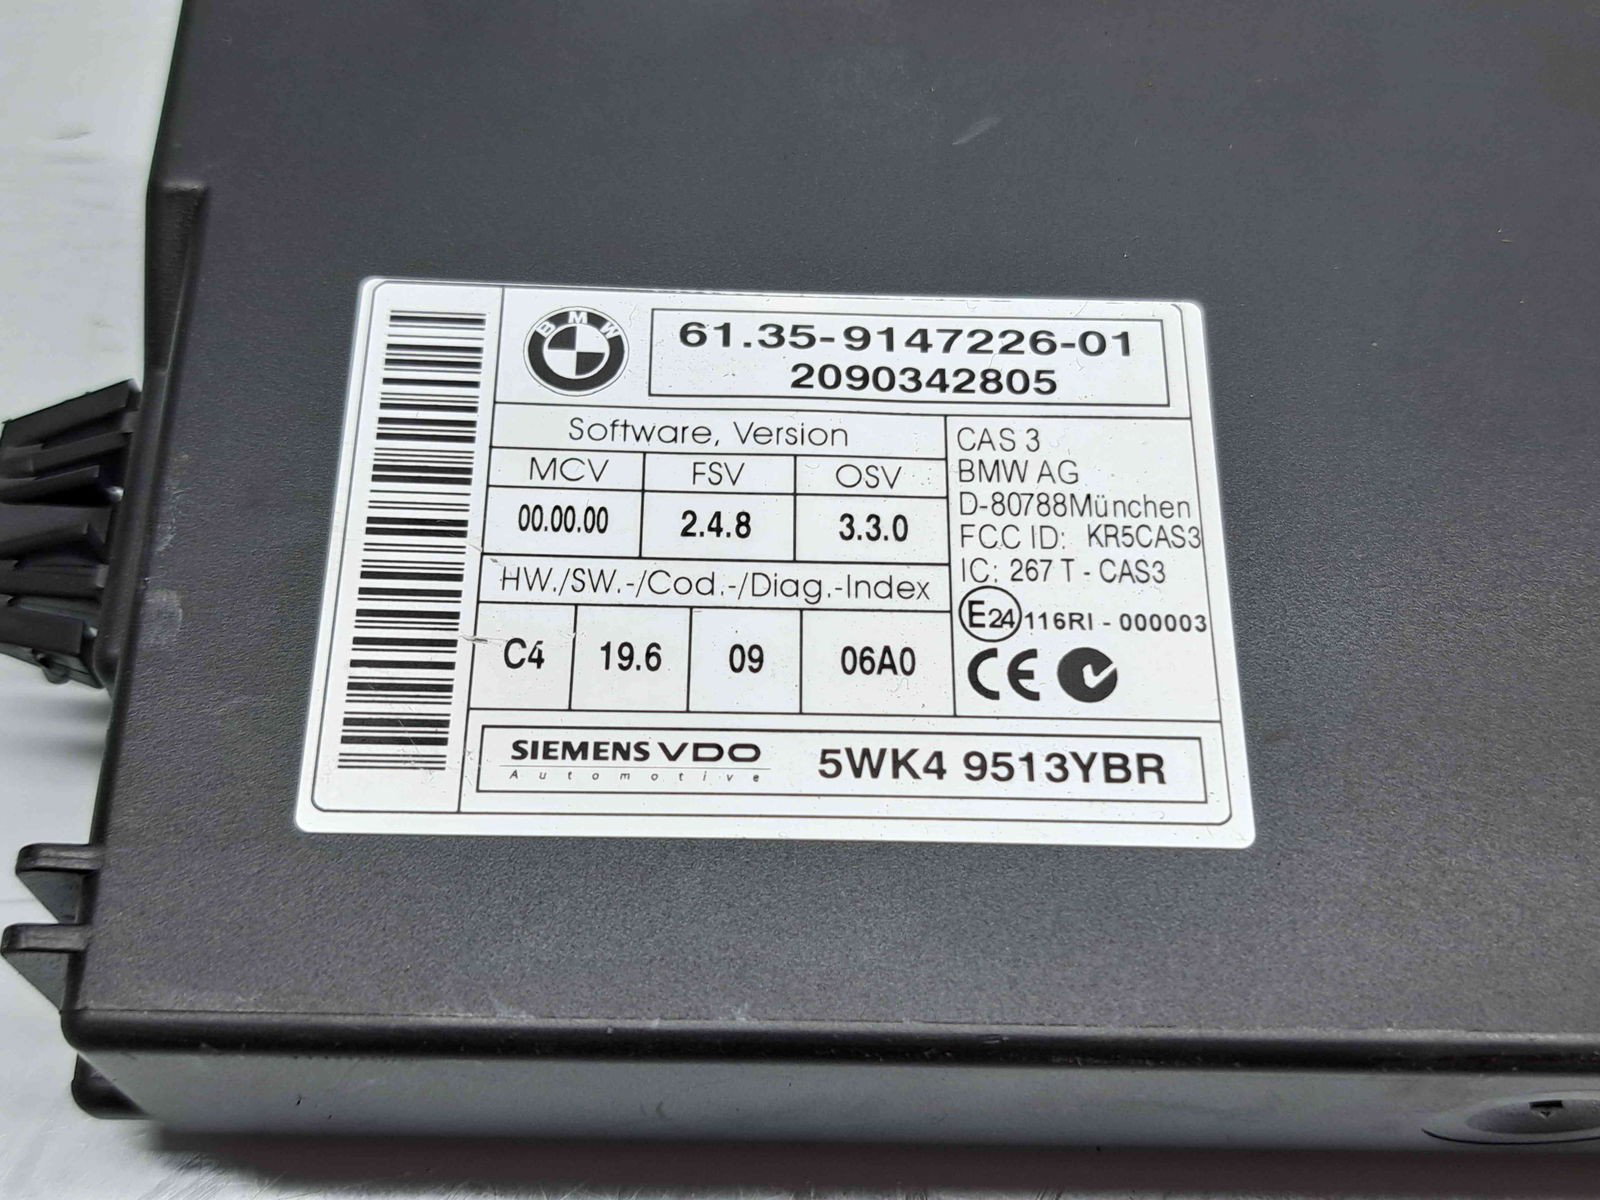 BMW
61.35-9147226-01
2090342805
Software, Version
MCV FSV OSV
00.00.00 2.4.8 3.3.0
HW./SW.-/Cod.-/Diag.-Index
C4 19.6 09 06A0
CAS 3
BMW AG
D-80788München
FCC ID: KR5CAS3
IC: 267 T - CAS3
E24 116RI - 000003
CE
SIEMENS VDO
Automotive
5WK4 9513YBR